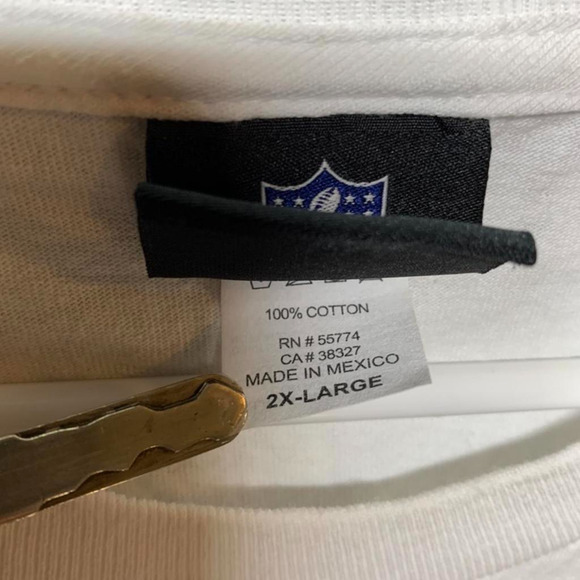 100% COTTON
RN # 55774
CA # 38327
MADE IN MEXICO
2X-LARGE